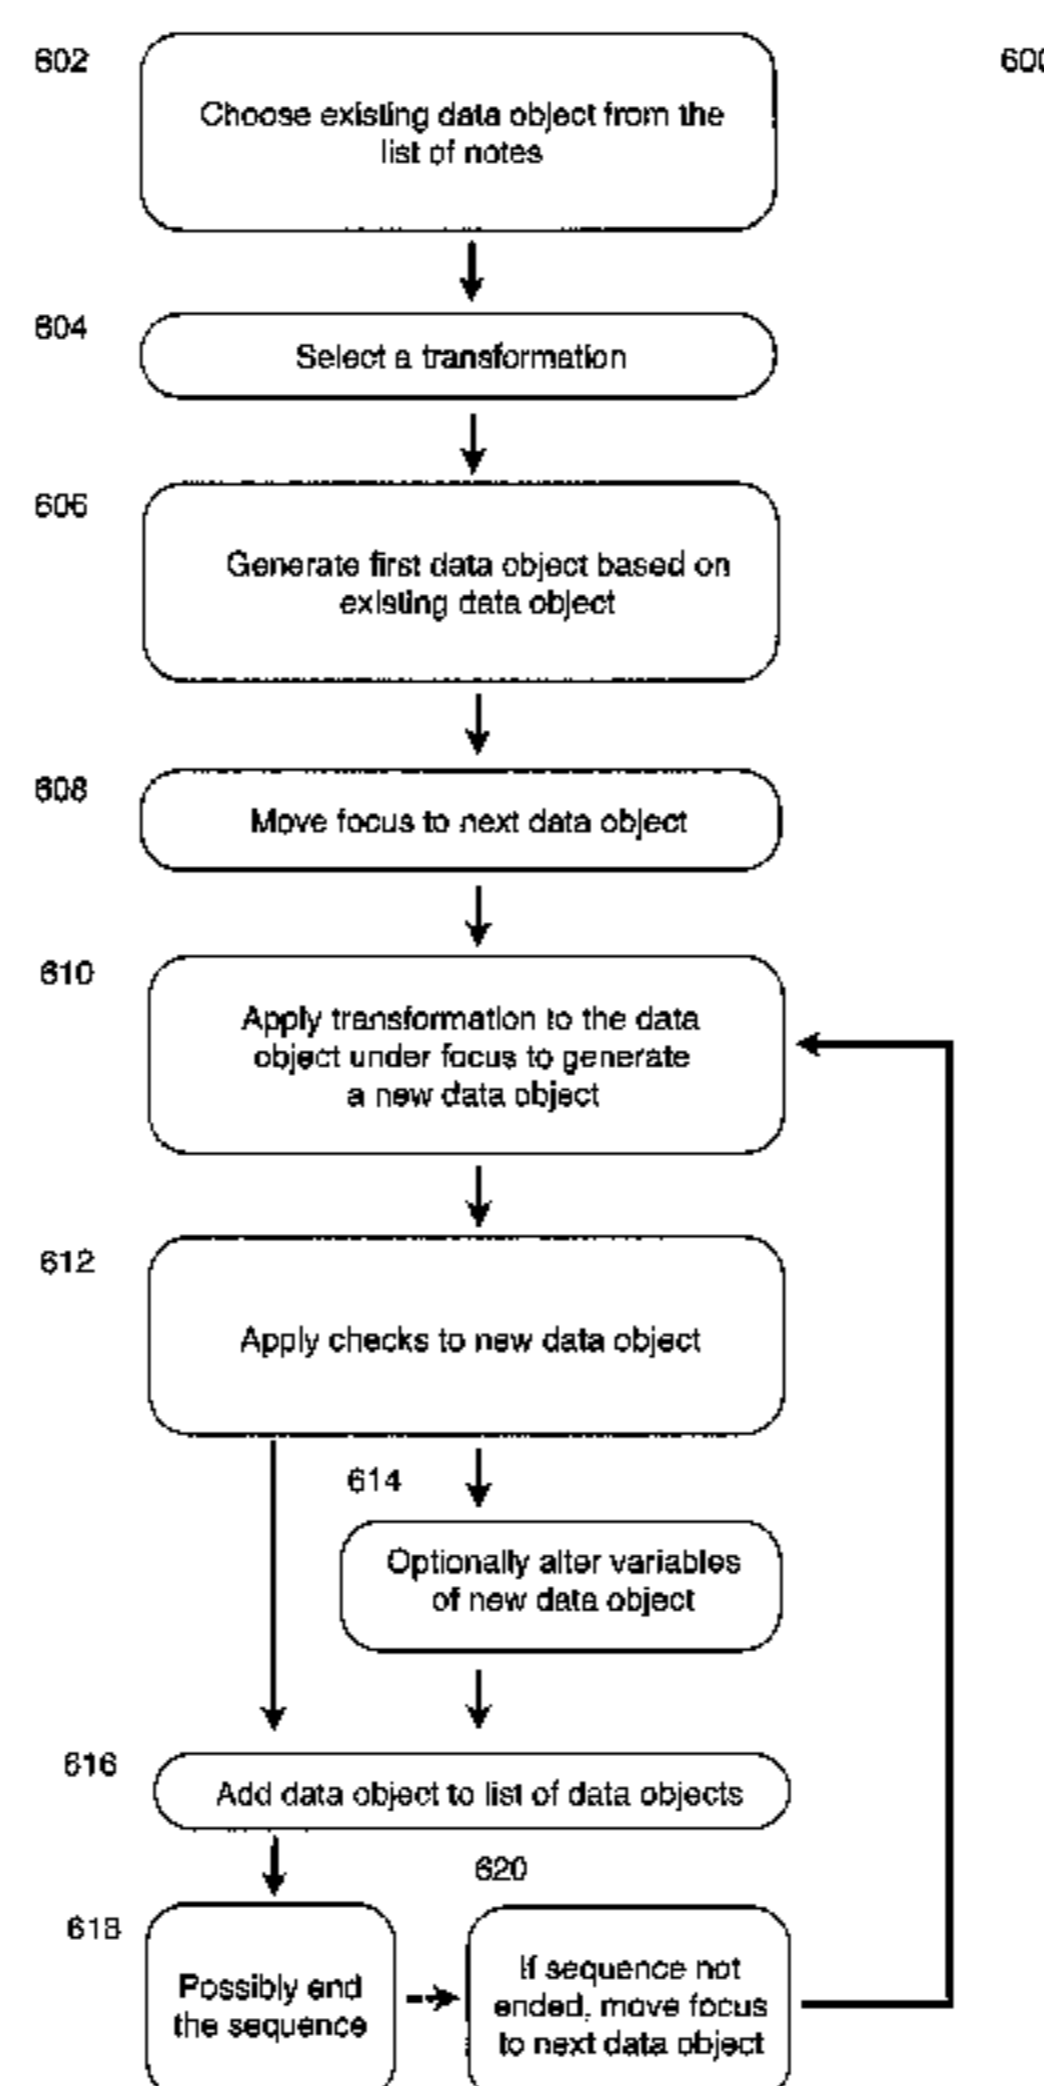 602
600
Choose existing data object from the
list of notes
604
Select a transformation
606
Generate first data object based on
existing data object
608
Move focus to next data object
610
Apply transformation to the data
object under focus to generate
a new data object
612
Apply checks to new data object
614
Optionally alter variables
of new data object
616
Add data object to list of data objects
620
618
Possibly end
the sequence
If sequence not
ended, move focus
to next data object